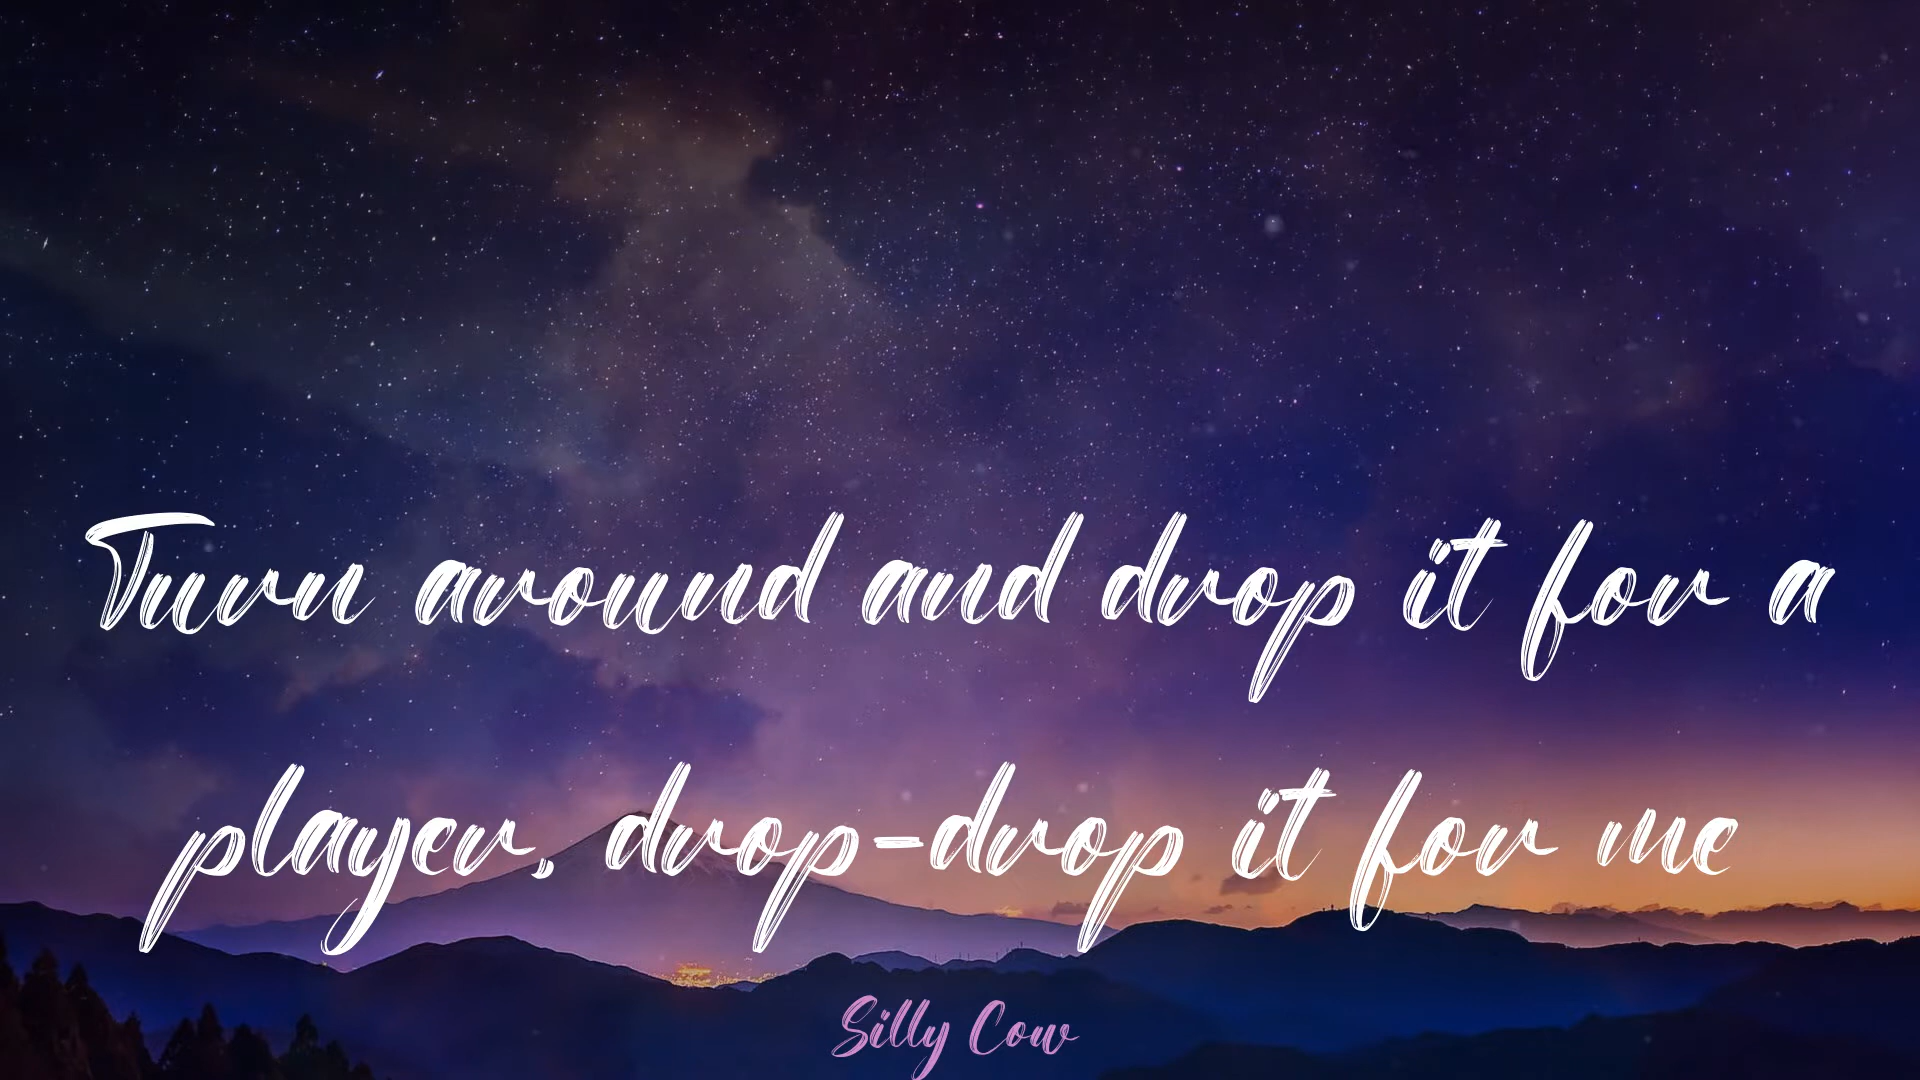 Turn around and drop it for a
player, drop-drop it for me
Silly Cow